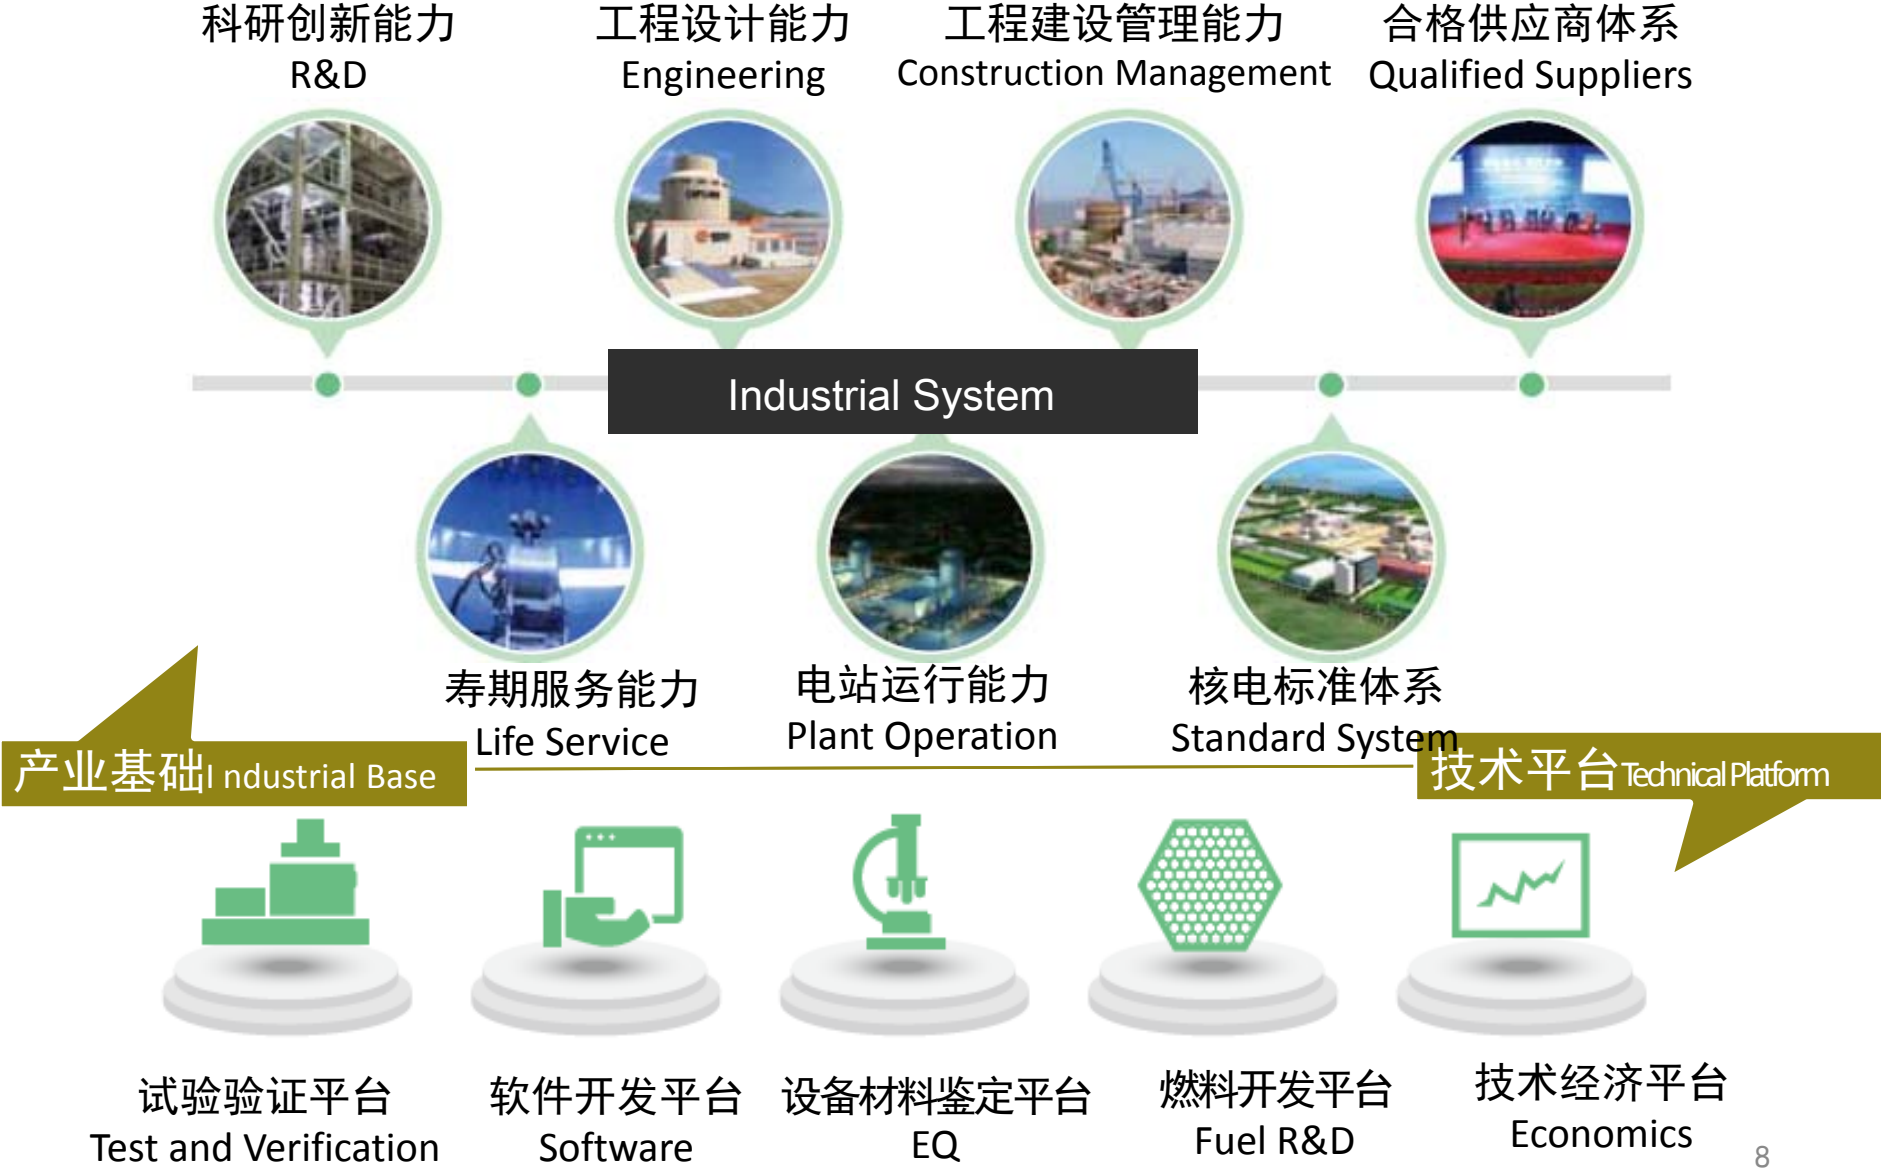 科研创新能力
R&D
工程设计能力
Engineering
工程建设管理能力
Construction Management
合格供应商体系
Qualified Suppliers
Industrial System
寿期服务能力
Life Service
电站运行能力
Plant Operation
核电标准体系
Standard System
产业基础I ndustrial Base
技术平台Technical Platform
试验验证平台
Test and Verification
软件开发平台
Software
设备材料鉴定平台
EQ
燃料开发平台
Fuel R&D
技术经济平台
Economics
8